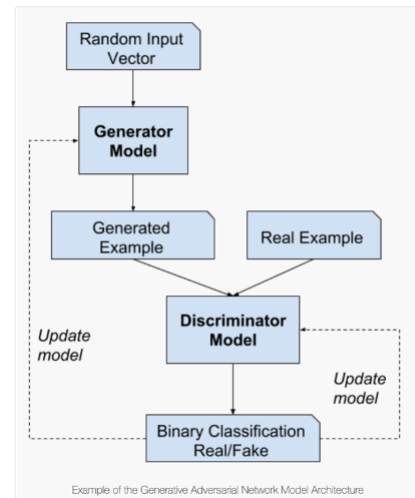 Random Input
Vector
Generator
Model
Generated
Example
Real Example
Discriminator
Model
Update
model
Update
model
Binary Classification
Real/Fake
Example of the Generative Adversarial Network Model Architecture